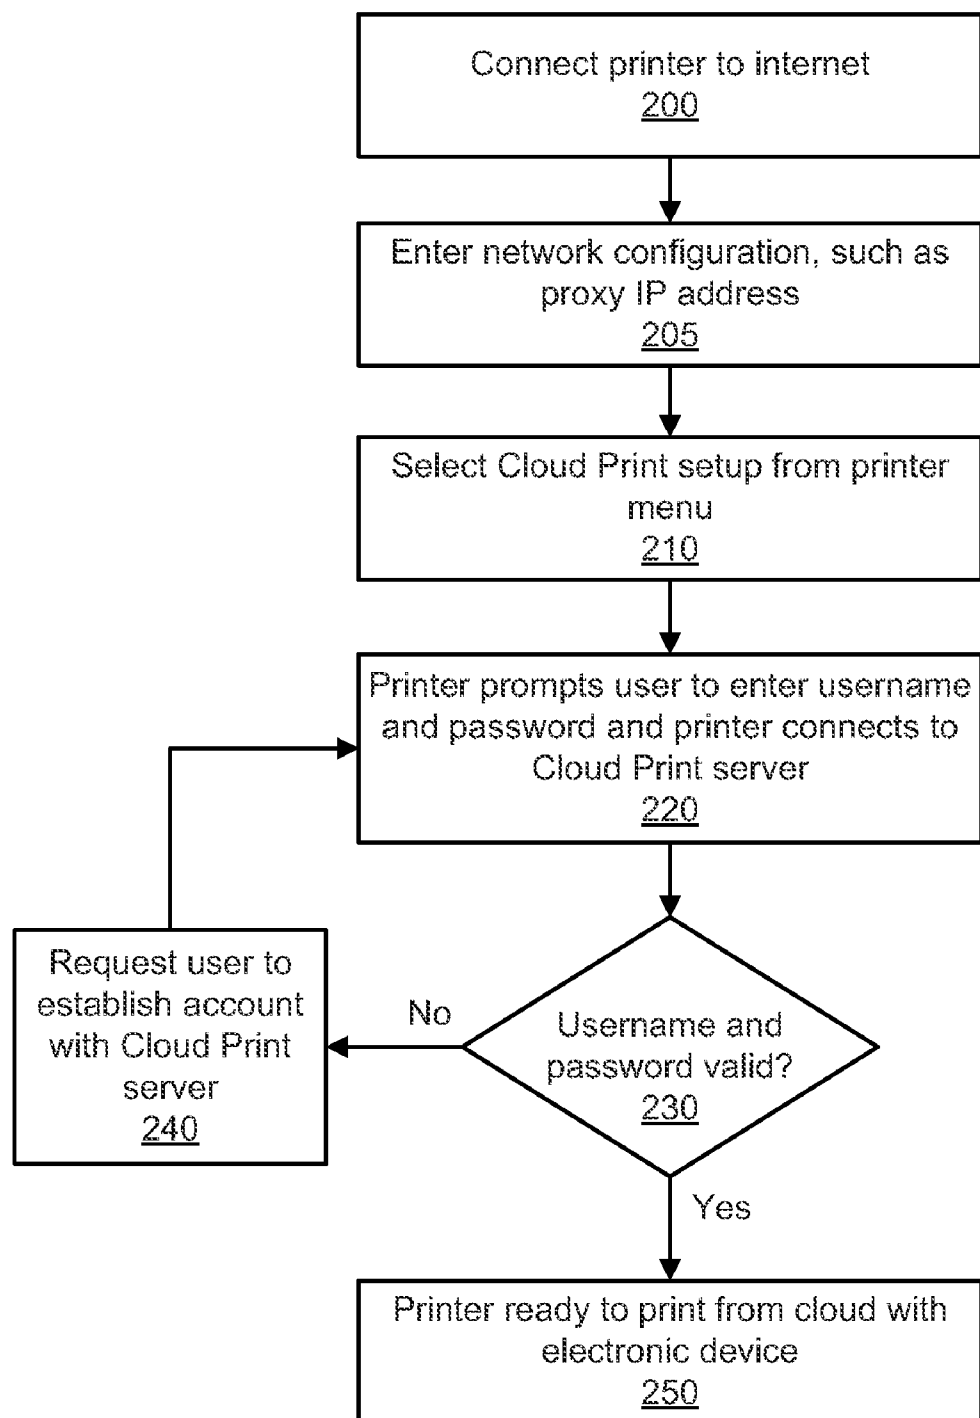 Connect printer to internet
200
Enter network configuration, such as
proxy IP address
205
Select Cloud Print setup from printer
menu
210
Printer prompts user to enter username
and password and printer connects to
Cloud Print server
220
Request user to
establish account
with Cloud Print
server
240
No
Username and
password valid?
230
Yes
Printer ready to print from cloud with
electronic device
250